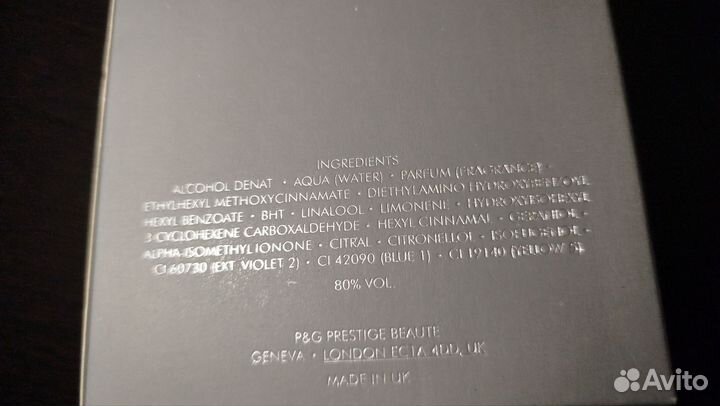 INGREDIENTS
ALCOHOL DENAT • AQUA (WATER) • PARFUM (FRAGRANCE) •
ETHYLHEXYL METHOXYCINNAMATE • DIETHYLAMINO HYDROXYBENZOYL
HEXYL BENZOATE • BHT • LINALOOL • LIMONENE • HYDROXYISOHEXYL
3 CYCLOHEXENE CARBOXALDEHYDE • HEXYL CINNAMAL • GERANIOL •
ALPHA-ISOMETHYL IONONE • CITRAL • CITRONELLOL • ISOEUGENOL •
CI 60730 (EXT. VIOLET 2) • CI 42090 (BLUE 1) • CI 19140 (YELLOW 5)
80% VOL.
P&G PRESTIGE BEAUTE
GENEVA • LONDON EC1A 4DD, UK
MADE IN UK
Avito